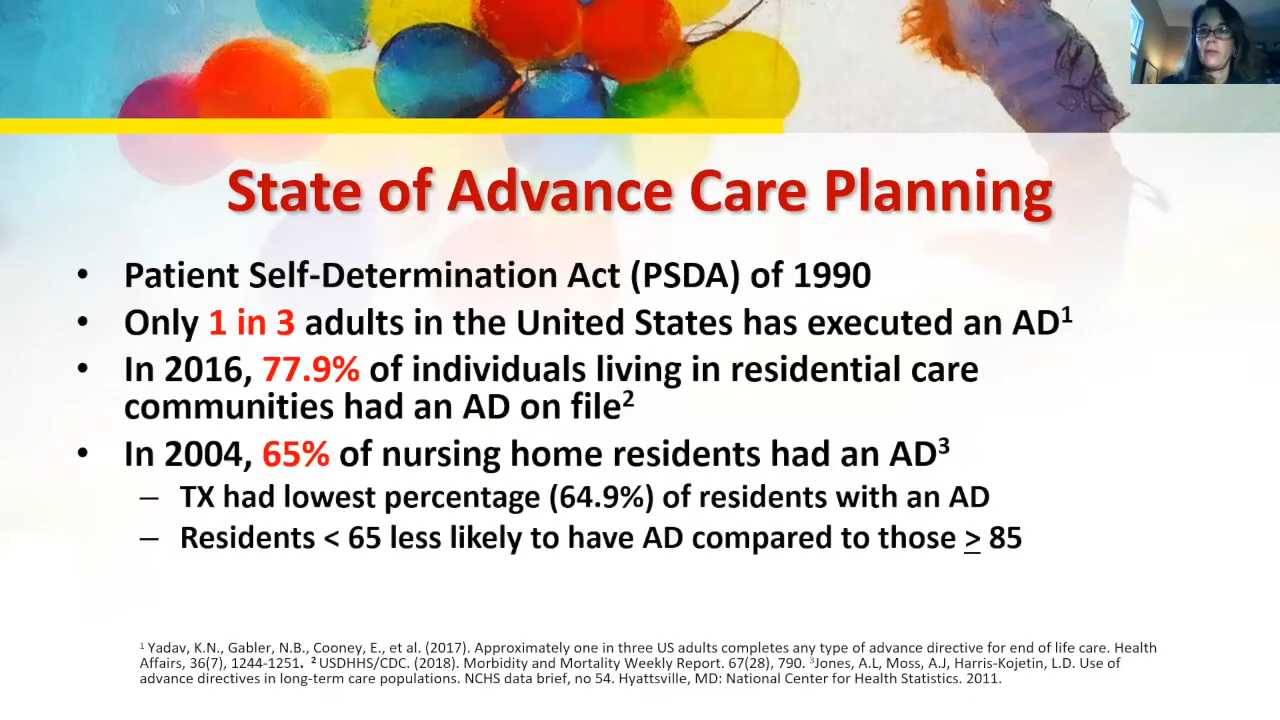 State of Advance Care Planning
• Patient Self-Determination Act (PSDA) of 1990
• Only 1 in 3 adults in the United States has executed an AD¹
• In 2016, 77.9% of individuals living in residential care
communities had an AD on file²
• In 2004, 65% of nursing home residents had an AD³
– TX had lowest percentage (64.9%) of residents with an AD
– Residents < 65 less likely to have AD compared to those ≥ 85
¹ Yadav, K.N., Gabler, N.B., Cooney, E., et al. (2017). Approximately one in three US adults completes any type of advance directive for end of life care. Health
Affairs, 36(7), 1244-1251. ² USDHHS/CDC. (2018). Morbidity and Mortality Weekly Report. 67(28), 790. ³Jones, A.L, Moss, A.J, Harris-Kojetin, L.D. Use of
advance directives in long-term care populations. NCHS data brief, no 54. Hyattsville, MD: National Center for Health Statistics. 2011.